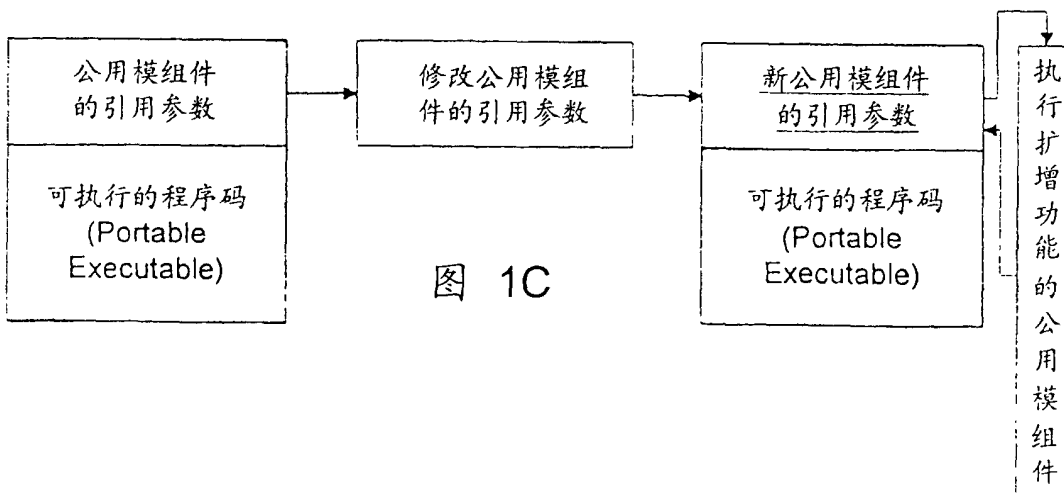 公用模组件
的引用参数
可执行的程序码
(Portable
Executable)
修改公用模组
件的引用参数
新公用模组件
的引用参数
可执行的程序码
(Portable
Executable)
执行扩增功能的公用模组件
图 1C